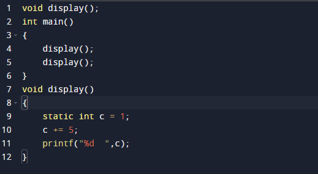 1 void display();
2 int main()
3 {
4     display();
5     display();
6 }
7 void display()
8 {
9     static int c = 1;
10     c += 5;
11     printf("%d  ",c);
12 }